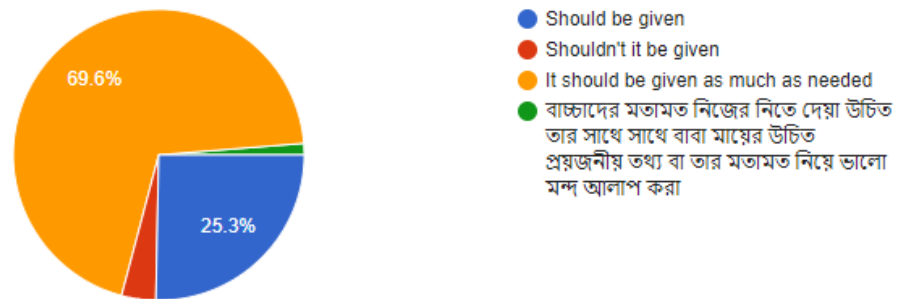 69.6%
25.3%
Should be given
Shouldn't it be given
It should be given as much as needed
বাচ্চাদের মতামত নিজের নিতে দেয়া উচিত
তার সাথে সাথে বাবা মায়ের উচিত
প্রয়জনীয় তথ্য বা তার মতামত নিয়ে ভালো
মন্দ আলাপ করা